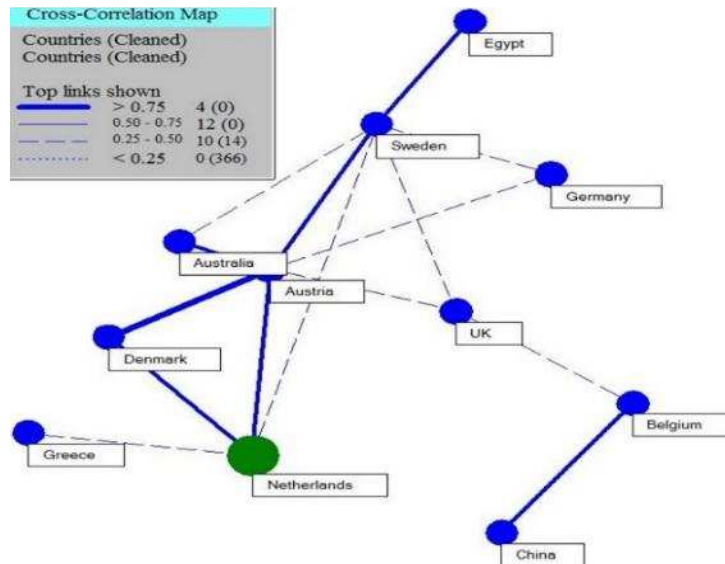 Cross-Correlation Map
Countries (Cleaned)
Countries (Cleaned)
Top links shown
> 0.75 4 (0)
0.50 - 0.75 12 (0)
0.25 - 0.50 10 (14)
< 0.25 0 (366)
Egypt
Sweden
Germany
Australia
Austria
UK
Denmark
Belgium
Greece
Netherlands
China